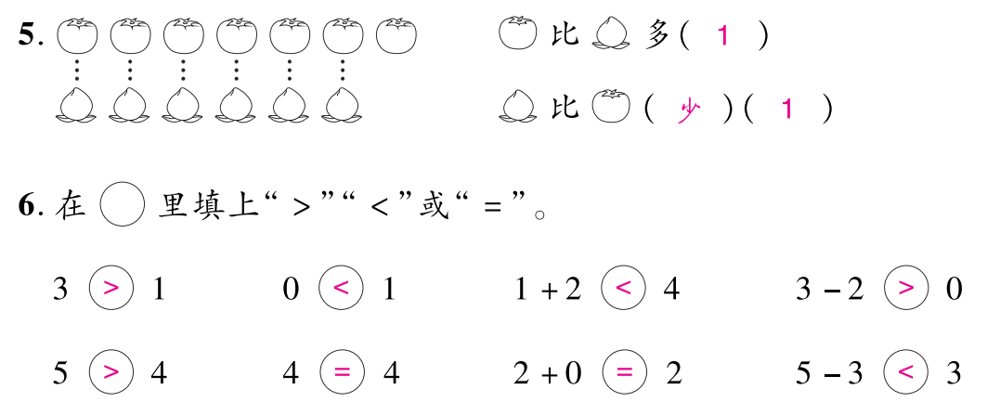 5. 比 多( 1 )
比 ( 少 )( 1 )
6. 在 ○ 里填上“ > ”“ < ”或“ = ”。
3 > 1 0 < 1 1 + 2 < 4 3 - 2 > 0
5 > 4 4 = 4 2 + 0 = 2 5 - 3 < 3